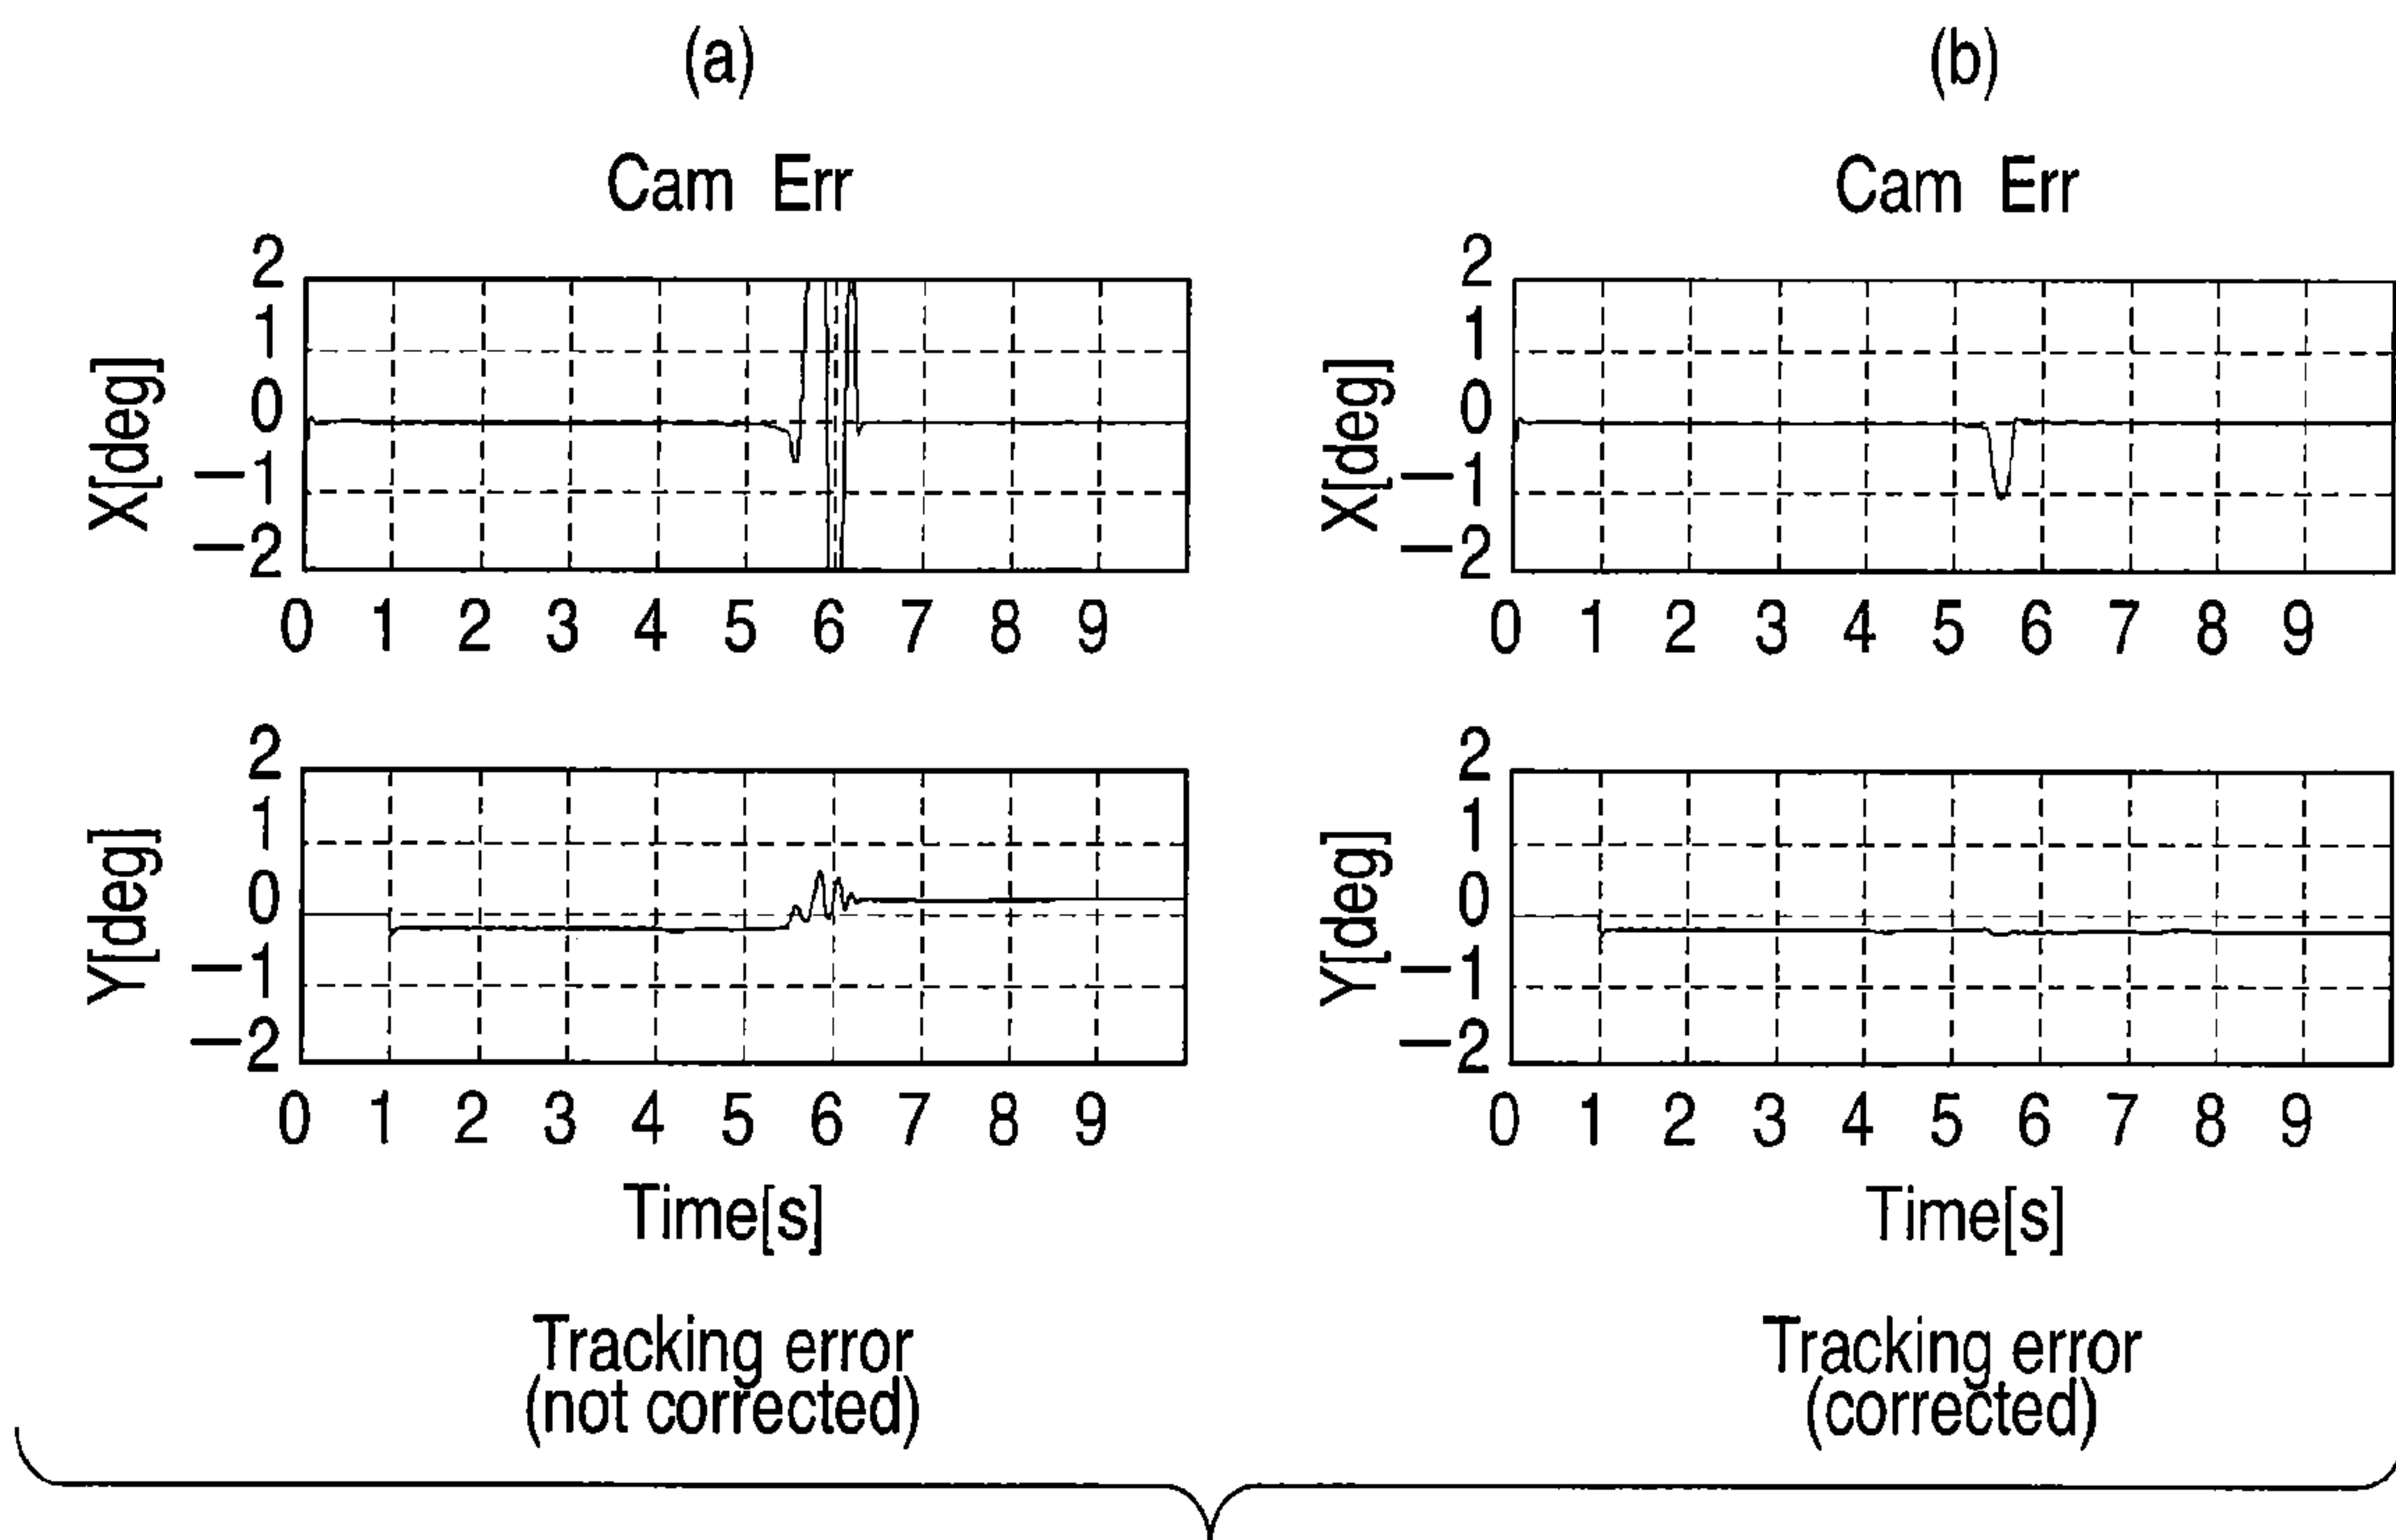 (a)
Cam Err
X[deg]
2
1
0
−1
−2
0 1 2 3 4 5 6 7 8 9
Y[deg]
2
1
0
−1
−2
0 1 2 3 4 5 6 7 8 9
Time[s]
Tracking error
(not corrected)
(b)
Cam Err
X[deg]
2
1
0
−1
−2
0 1 2 3 4 5 6 7 8 9
Y[deg]
2
1
0
−1
−2
0 1 2 3 4 5 6 7 8 9
Time[s]
Tracking error
(corrected)